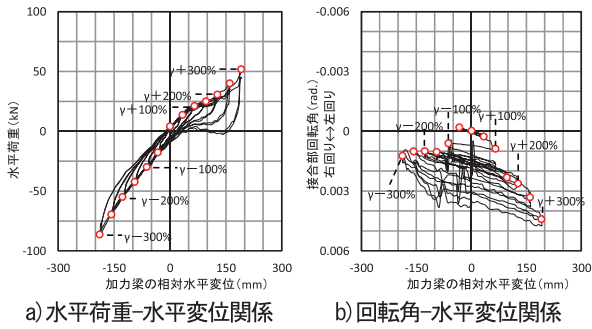 100
50
0
-50
-100
水平荷重(kN)
γ＋300%
γ＋200%
γ＋100%
γ－100%
γ－200%
γ－300%
-300 -150 0 150 300
加力梁の相対水平変位(mm)
a)水平荷重−水平変位関係
-0.006
-0.003
0
0.003
0.006
接合部回転角(rad.)
右回り⇔左回り
γ－100%
γ＋100%
γ－200%
γ＋200%
γ－300%
γ＋300%
-300 -150 0 150 300
加力梁の相対水平変位(mm)
b)回転角−水平変位関係